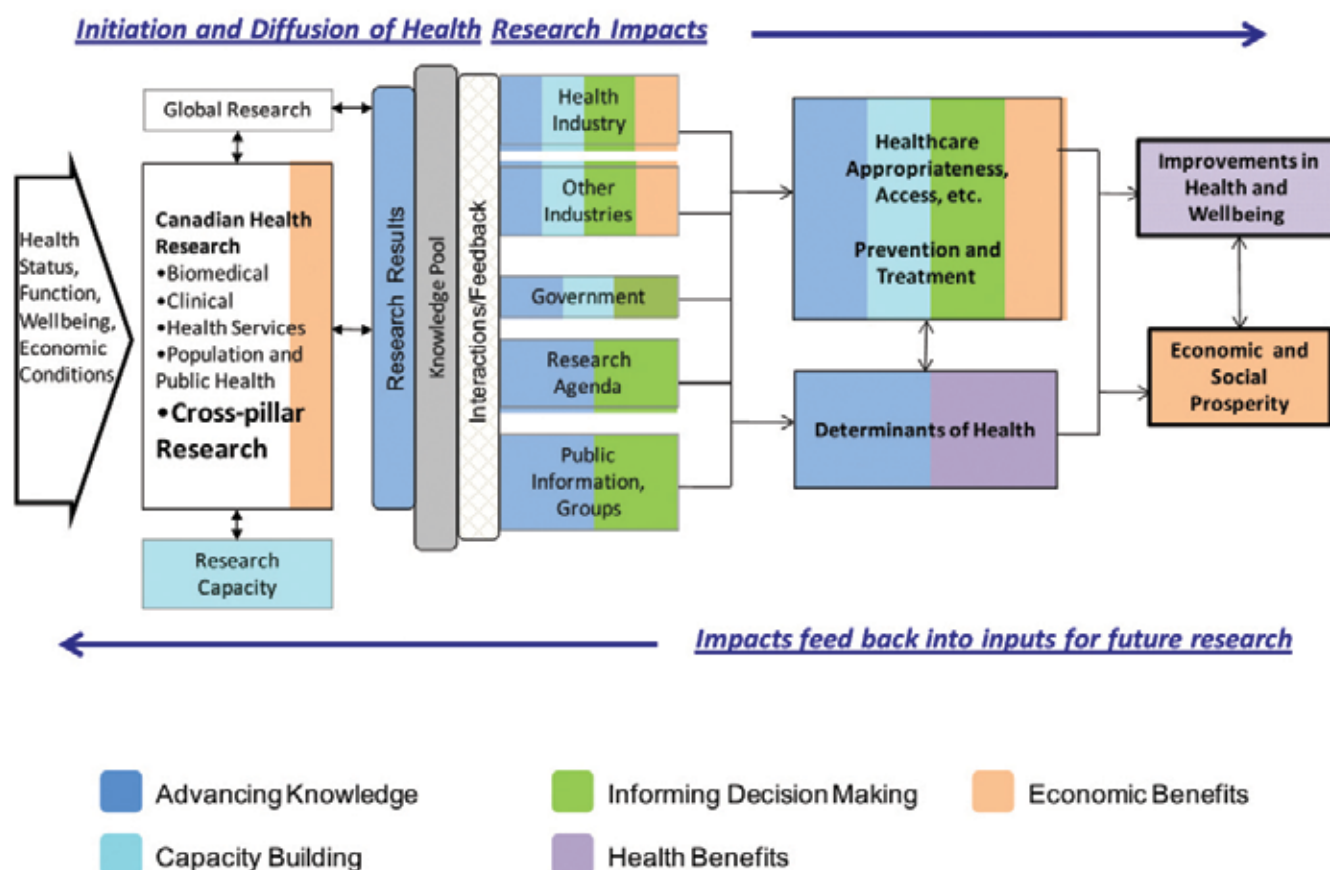 Initiation and Diffusion of Health Research Impacts
Global Research
Health
Status,
Function,
Wellbeing,
Economic
Conditions
Canadian Health
Research
•Biomedical
•Clinical
•Health Services
•Population and
Public Health
•Cross-pillar
Research
Research
Capacity
Research Results
Knowledge Pool
Interactions/Feedback
Health
Industry
Other
Industries
Government
Research
Agenda
Public
Information,
Groups
Healthcare
Appropriateness,
Access, etc.
Prevention and
Treatment
Determinants of Health
Improvements in
Health and
Wellbeing
Economic and
Social
Prosperity
Impacts feed back into inputs for future research
Advancing Knowledge
Informing Decision Making
Economic Benefits
Capacity Building
Health Benefits